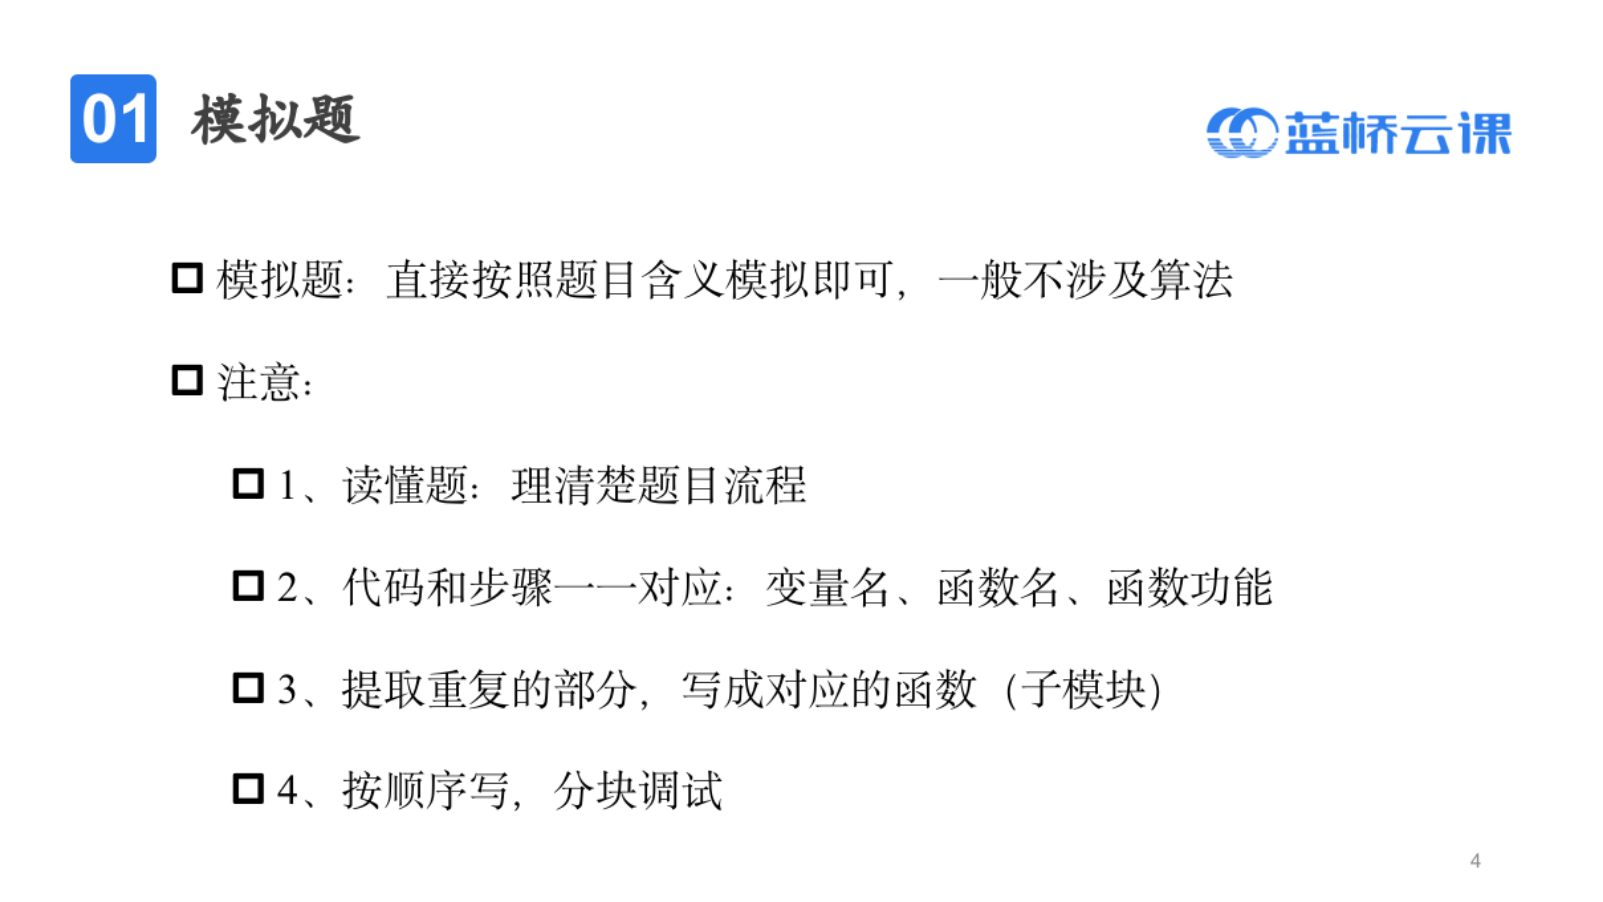 01 模拟题
蓝桥云课
模拟题：直接按照题目含义模拟即可，一般不涉及算法
注意：
1、读懂题：理清楚题目流程
2、代码和步骤一一对应：变量名、函数名、函数功能
3、提取重复的部分，写成对应的函数（子模块）
4、按顺序写，分块调试
4